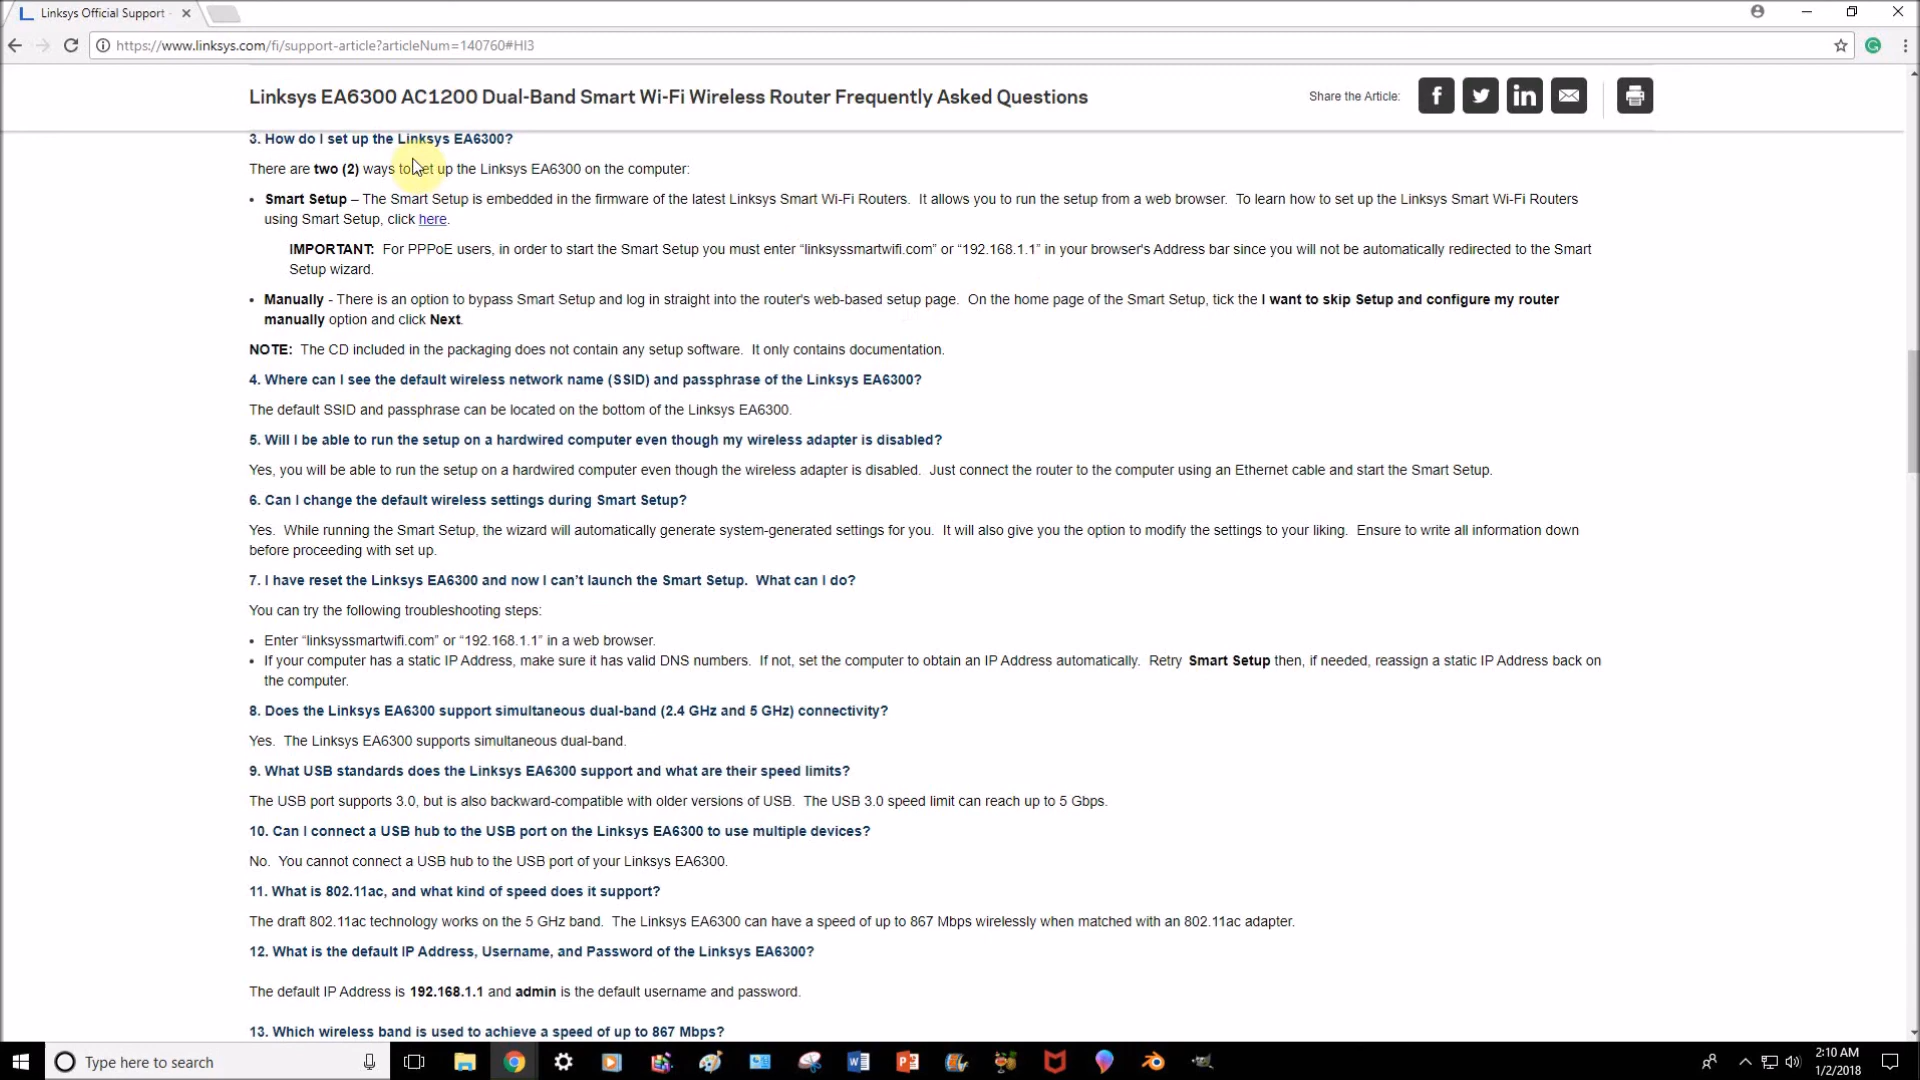 Linksys Official Support -
https://www.linksys.com/fi/support-article?articleNum=140760#HI3
Linksys EA6300 AC1200 Dual-Band Smart Wi-Fi Wireless Router Frequently Asked Questions
Share the Article:
3. How do I set up the Linksys EA6300?
There are two (2) ways to set up the Linksys EA6300 on the computer:
• Smart Setup – The Smart Setup is embedded in the firmware of the latest Linksys Smart Wi-Fi Routers. It allows you to run the setup from a web browser. To learn how to set up the Linksys Smart Wi-Fi Routers
using Smart Setup, click here.
IMPORTANT: For PPPoE users, in order to start the Smart Setup you must enter “linksyssmartwifi.com” or “192.168.1.1” in your browser's Address bar since you will not be automatically redirected to the Smart
Setup wizard.
• Manually - There is an option to bypass Smart Setup and log in straight into the router's web-based setup page. On the home page of the Smart Setup, tick the I want to skip Setup and configure my router
manually option and click Next.
NOTE: The CD included in the packaging does not contain any setup software. It only contains documentation.
4. Where can I see the default wireless network name (SSID) and passphrase of the Linksys EA6300?
The default SSID and passphrase can be located on the bottom of the Linksys EA6300.
5. Will I be able to run the setup on a hardwired computer even though my wireless adapter is disabled?
Yes, you will be able to run the setup on a hardwired computer even though the wireless adapter is disabled. Just connect the router to the computer using an Ethernet cable and start the Smart Setup.
6. Can I change the default wireless settings during Smart Setup?
Yes. While running the Smart Setup, the wizard will automatically generate system-generated settings for you. It will also give you the option to modify the settings to your liking. Ensure to write all information down
before proceeding with set up.
7. I have reset the Linksys EA6300 and now I can’t launch the Smart Setup. What can I do?
You can try the following troubleshooting steps:
• Enter “linksyssmartwifi.com” or “192.168.1.1” in a web browser.
• If your computer has a static IP Address, make sure it has valid DNS numbers. If not, set the computer to obtain an IP Address automatically. Retry Smart Setup then, if needed, reassign a static IP Address back on
the computer.
8. Does the Linksys EA6300 support simultaneous dual-band (2.4 GHz and 5 GHz) connectivity?
Yes. The Linksys EA6300 supports simultaneous dual-band.
9. What USB standards does the Linksys EA6300 support and what are their speed limits?
The USB port supports 3.0, but is also backward-compatible with older versions of USB. The USB 3.0 speed limit can reach up to 5 Gbps.
10. Can I connect a USB hub to the USB port on the Linksys EA6300 to use multiple devices?
No. You cannot connect a USB hub to the USB port of your Linksys EA6300.
11. What is 802.11ac, and what kind of speed does it support?
The draft 802.11ac technology works on the 5 GHz band. The Linksys EA6300 can have a speed of up to 867 Mbps wirelessly when matched with an 802.11ac adapter.
12. What is the default IP Address, Username, and Password of the Linksys EA6300?
The default IP Address is 192.168.1.1 and admin is the default username and password.
13. Which wireless band is used to achieve a speed of up to 867 Mbps?
Type here to search
2:10 AM
1/2/2018